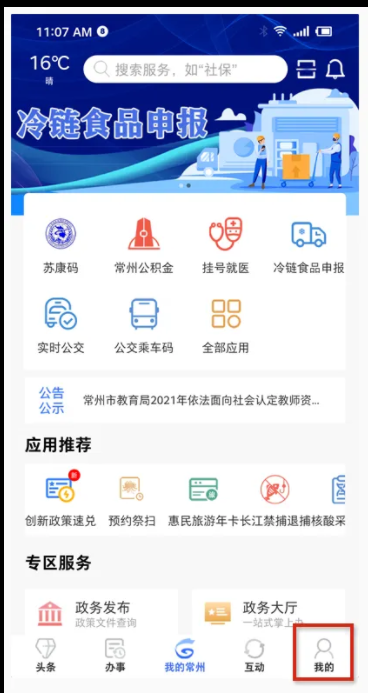 11:07 AM
16℃
晴
搜索服务，如“社保”
冷链食品申报
苏康码
常州公积金
挂号就医
冷链食品申报
实时公交
公交乘车码
全部应用
公告
公示
常州市教育局2021年依法面向社会认定教师资...
应用推荐
创新政策速兑
预约祭扫
惠民旅游年卡
长江禁捕退捕
核酸采
专区服务
政务发布
政策文件查询
政务大厅
一站式掌上办
头条
办事
我的常州
互动
我的